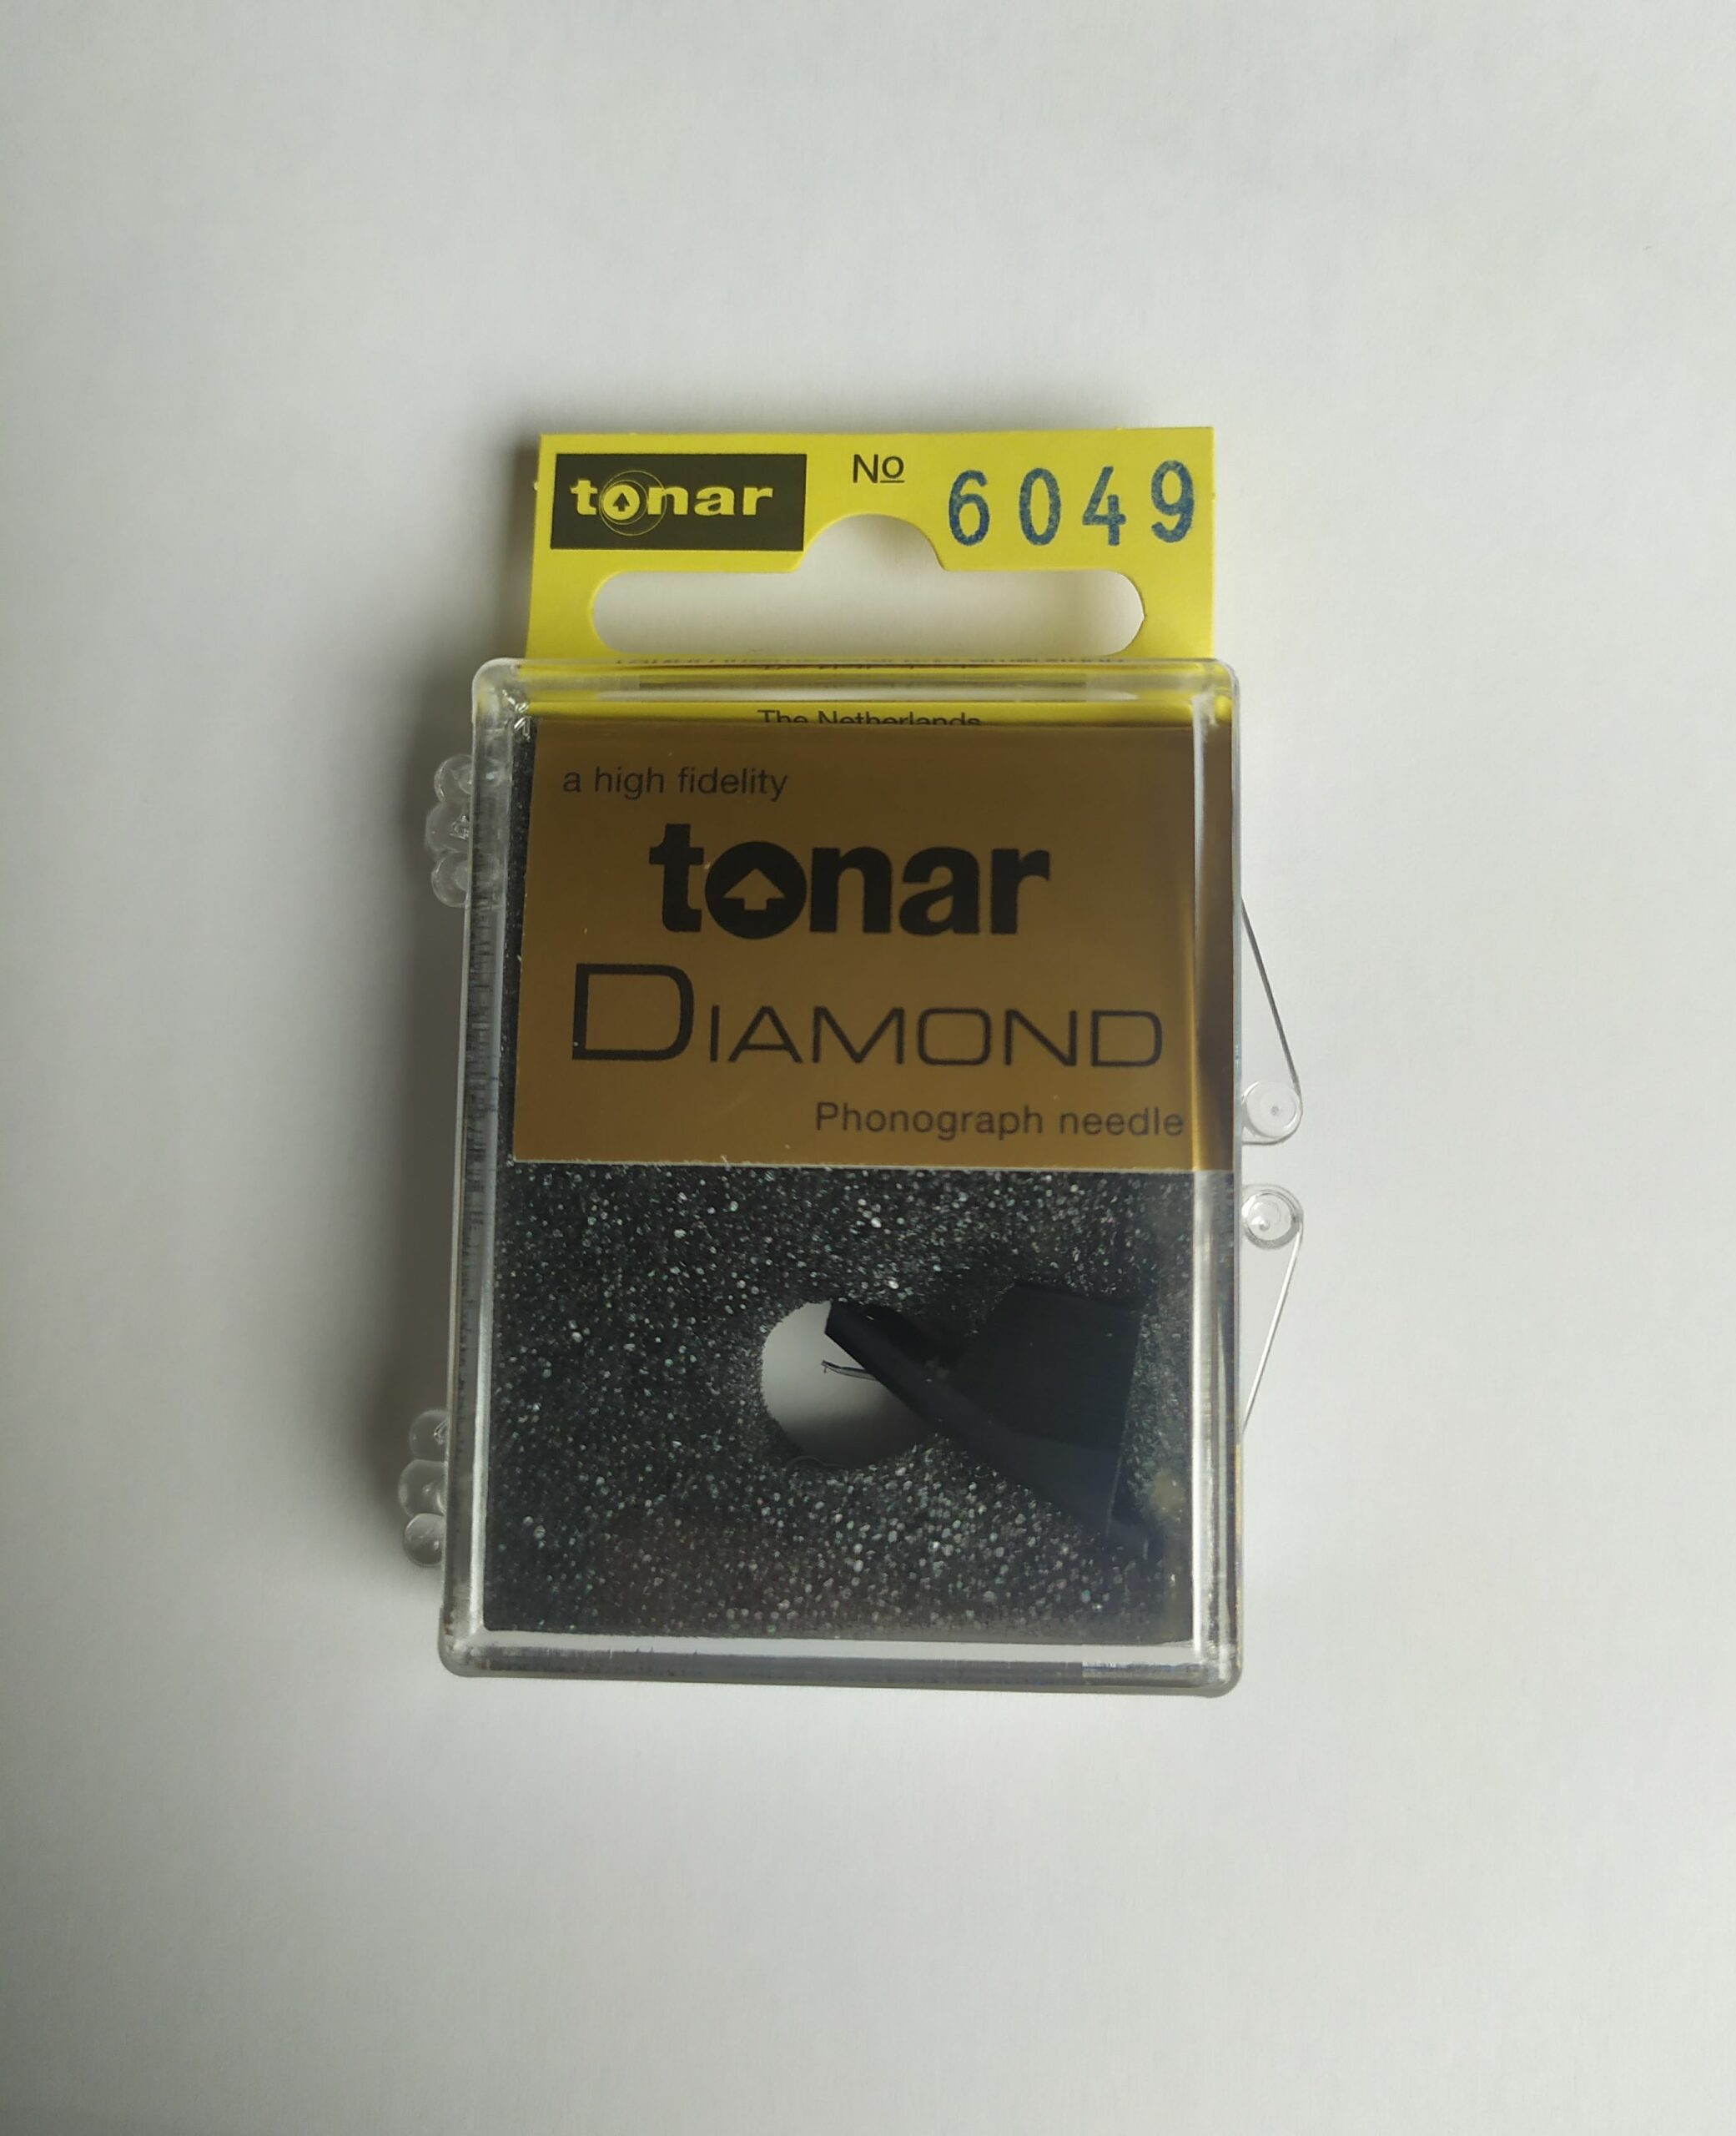 tonar
No 6049
The Netherlands
a high fidelity
tonar
DIAMOND
Phonograph needle